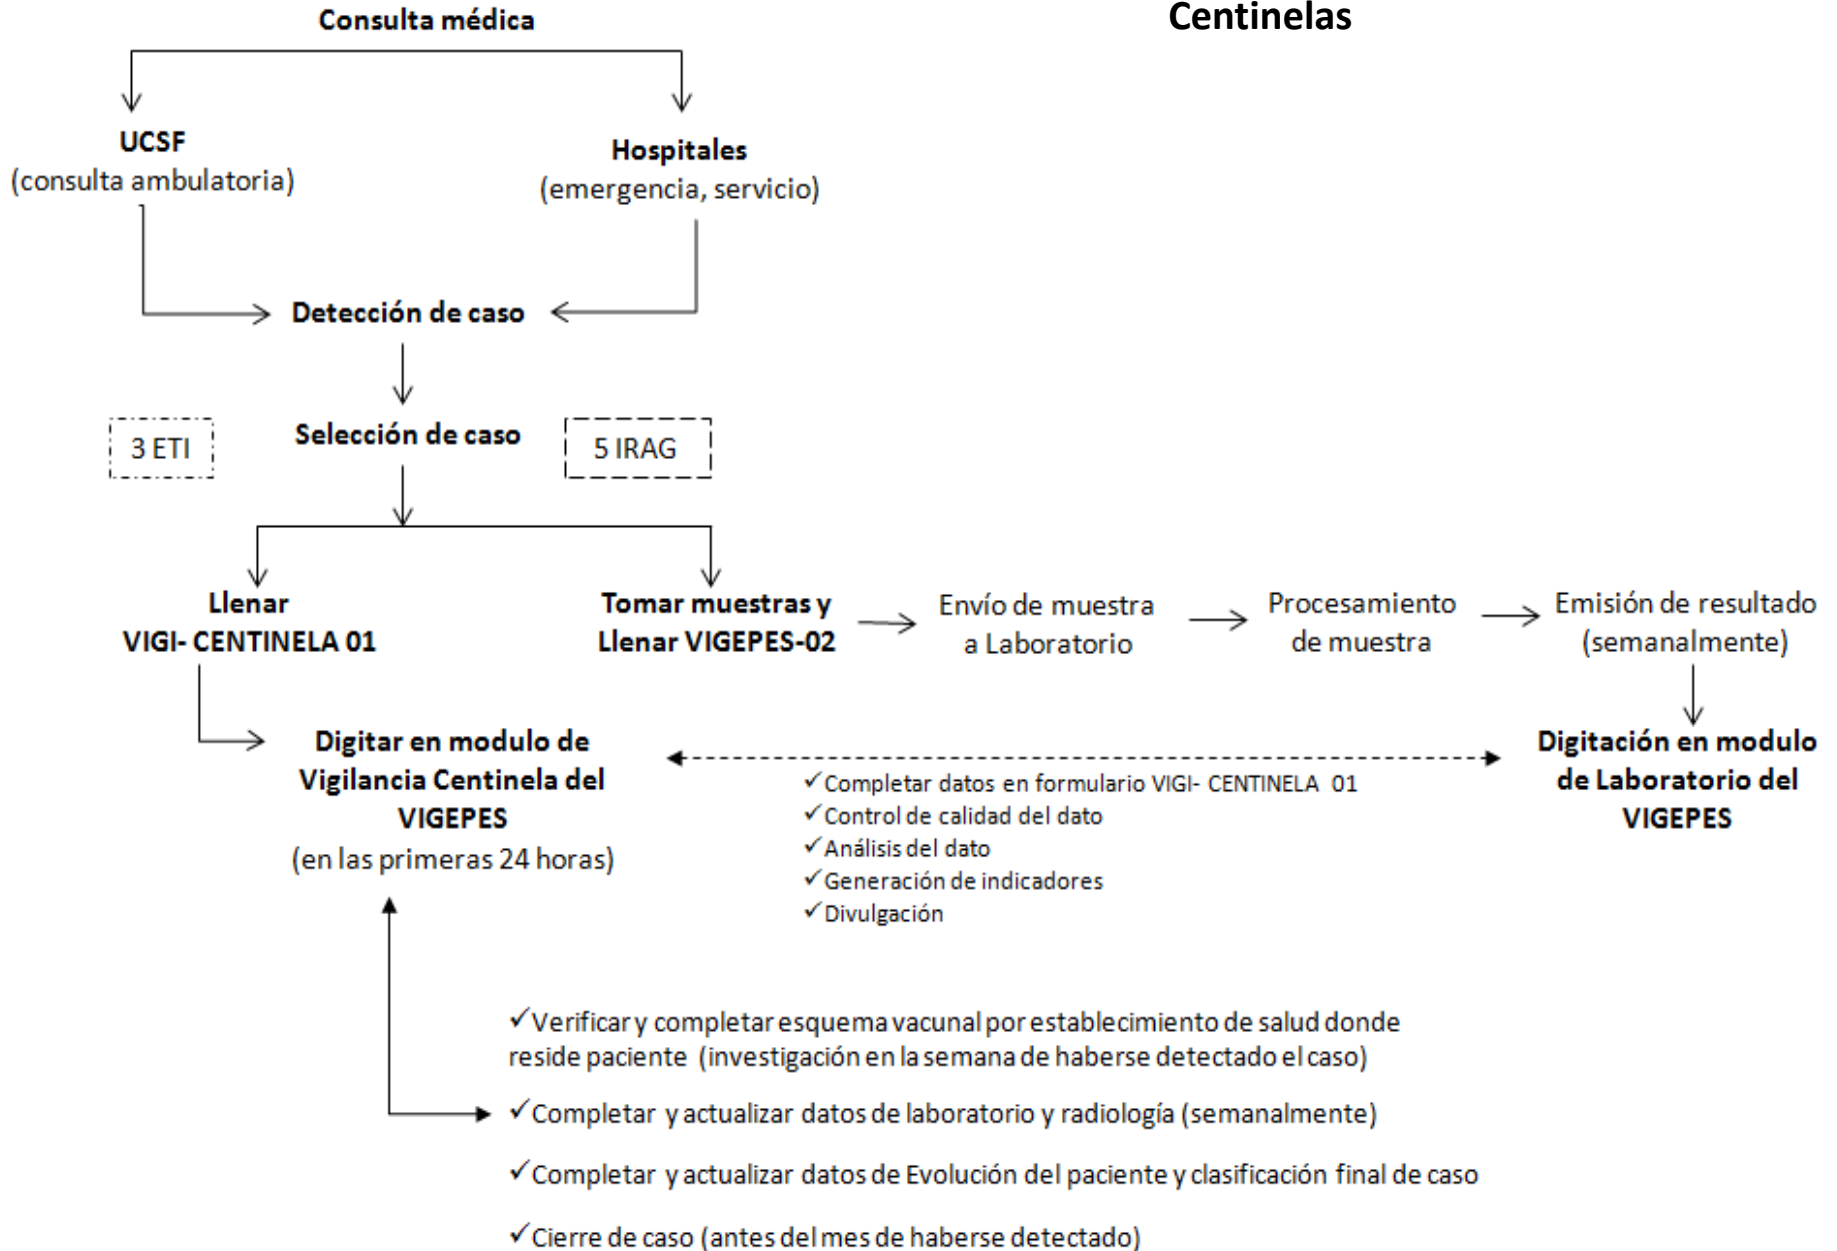 Consulta médica
Centinelas
UCSF
(consulta ambulatoria)
Hospitales
(emergencia, servicio)
Detección de caso
3 ETI
Selección de caso
5 IRAG
Llenar
VIGI- CENTINELA 01
Tomar muestras y
Llenar VIGEPES-02
Envío de muestra
a Laboratorio
Procesamiento
de muestra
Emisión de resultado
(semanalmente)
Digitar en modulo de
Vigilancia Centinela del
VIGEPES
(en las primeras 24 horas)
✓Completar datos en formulario VIGI- CENTINELA 01
✓Control de calidad del dato
✓Análisis del dato
✓Generación de indicadores
✓Divulgación
Digitación en modulo
de Laboratorio del
VIGEPES
✓Verificar y completar esquema vacunal por establecimiento de salud donde
reside paciente (investigación en la semana de haberse detectado el caso)
✓Completar y actualizar datos de laboratorio y radiología (semanalmente)
✓Completar y actualizar datos de Evolución del paciente y clasificación final de caso
✓Cierre de caso (antes del mes de haberse detectado)